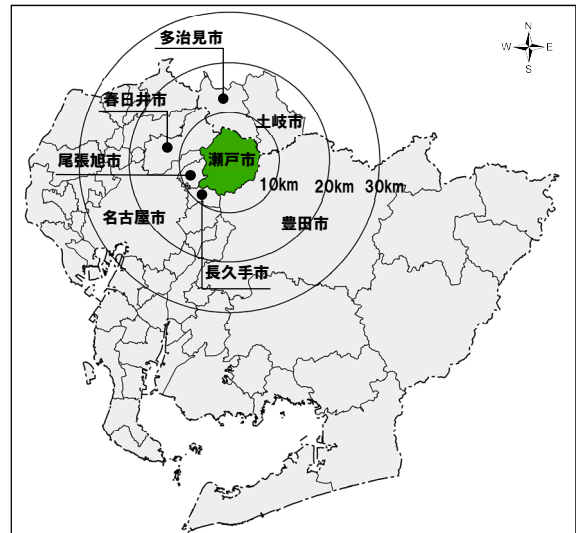 多治見市
N
W E
S
春日井市
土岐市
尾張旭市
瀬戸市
10km 20km 30km
名古屋市
豊田市
長久手市